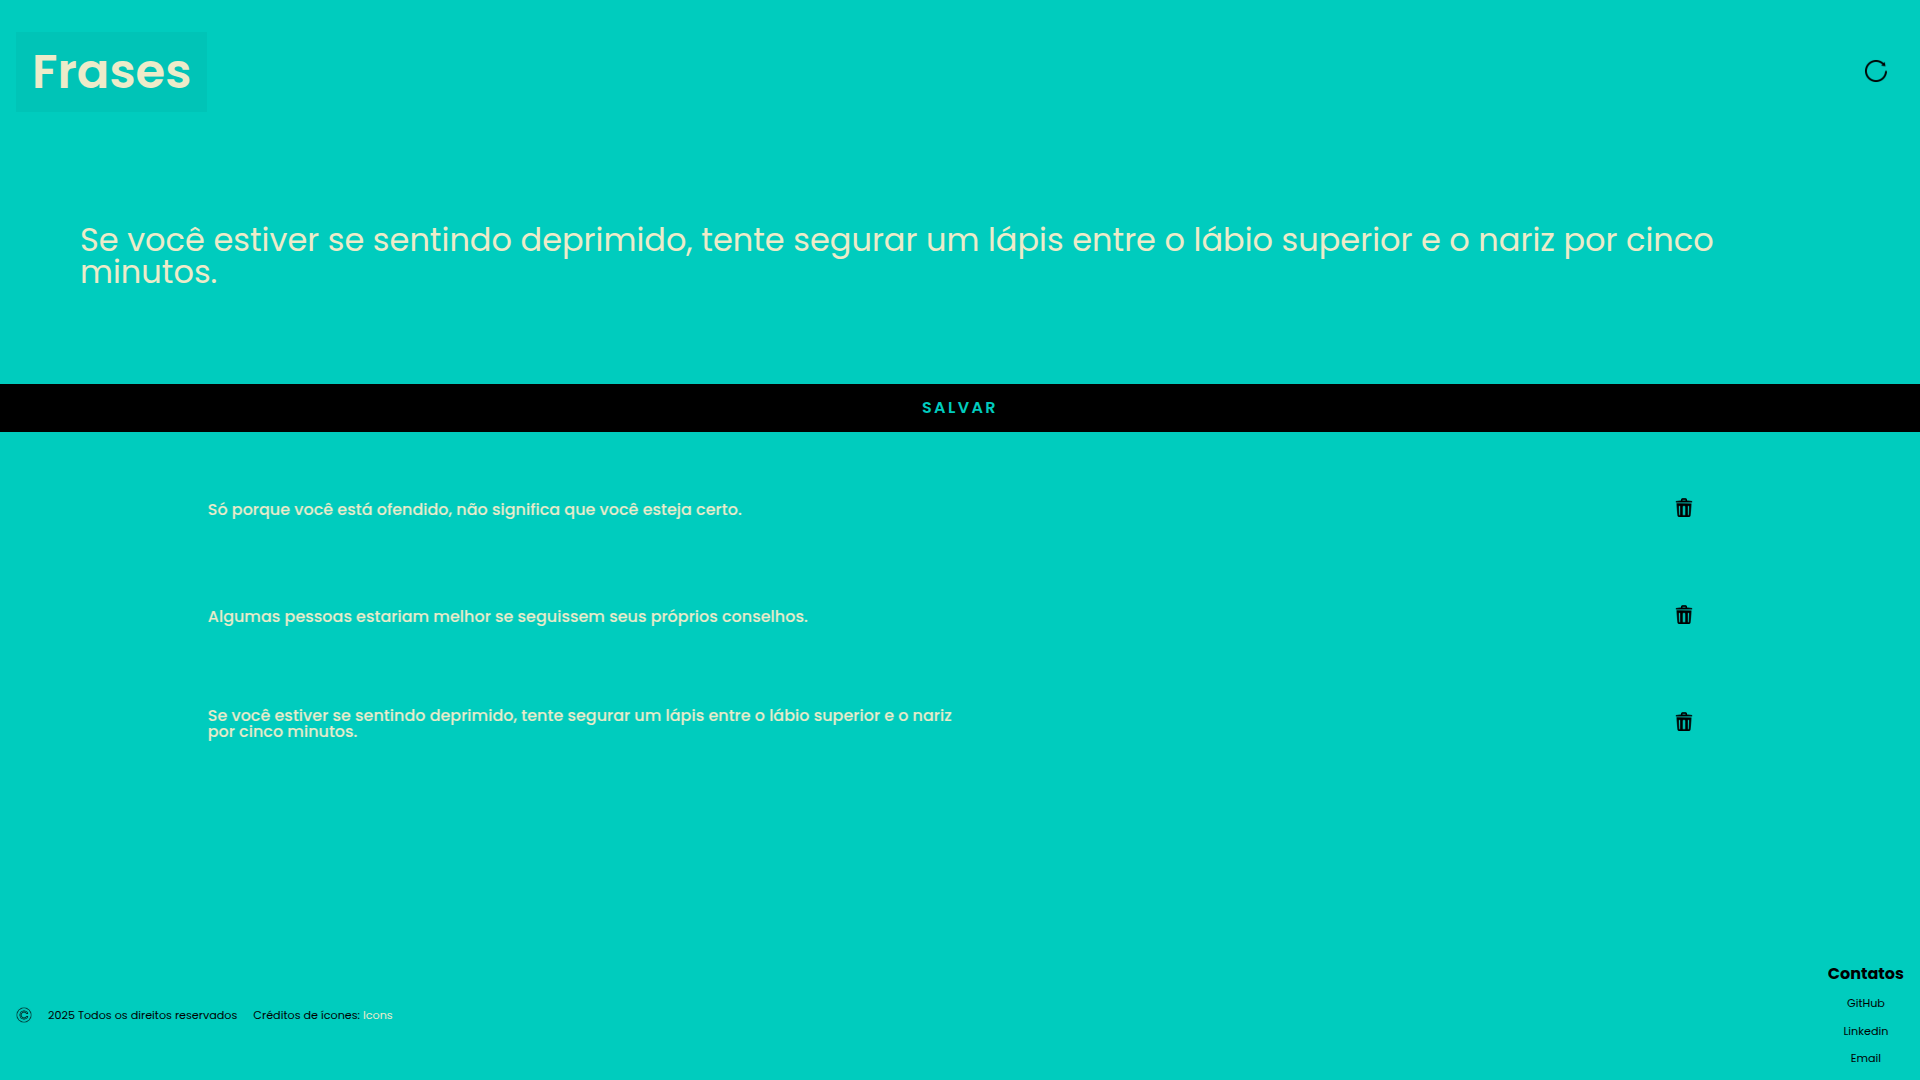 Frases
Se você estiver se sentindo deprimido, tente segurar um lápis entre o lábio superior e o nariz por cinco
minutos.
SALVAR
Só porque você está ofendido, não significa que você esteja certo.
Algumas pessoas estariam melhor se seguissem seus próprios conselhos.
Se você estiver se sentindo deprimido, tente segurar um lápis entre o lábio superior e o nariz
por cinco minutos.
© 2025 Todos os direitos reservados Créditos de icones: Icons
Contatos
GitHub
Linkedin
Email